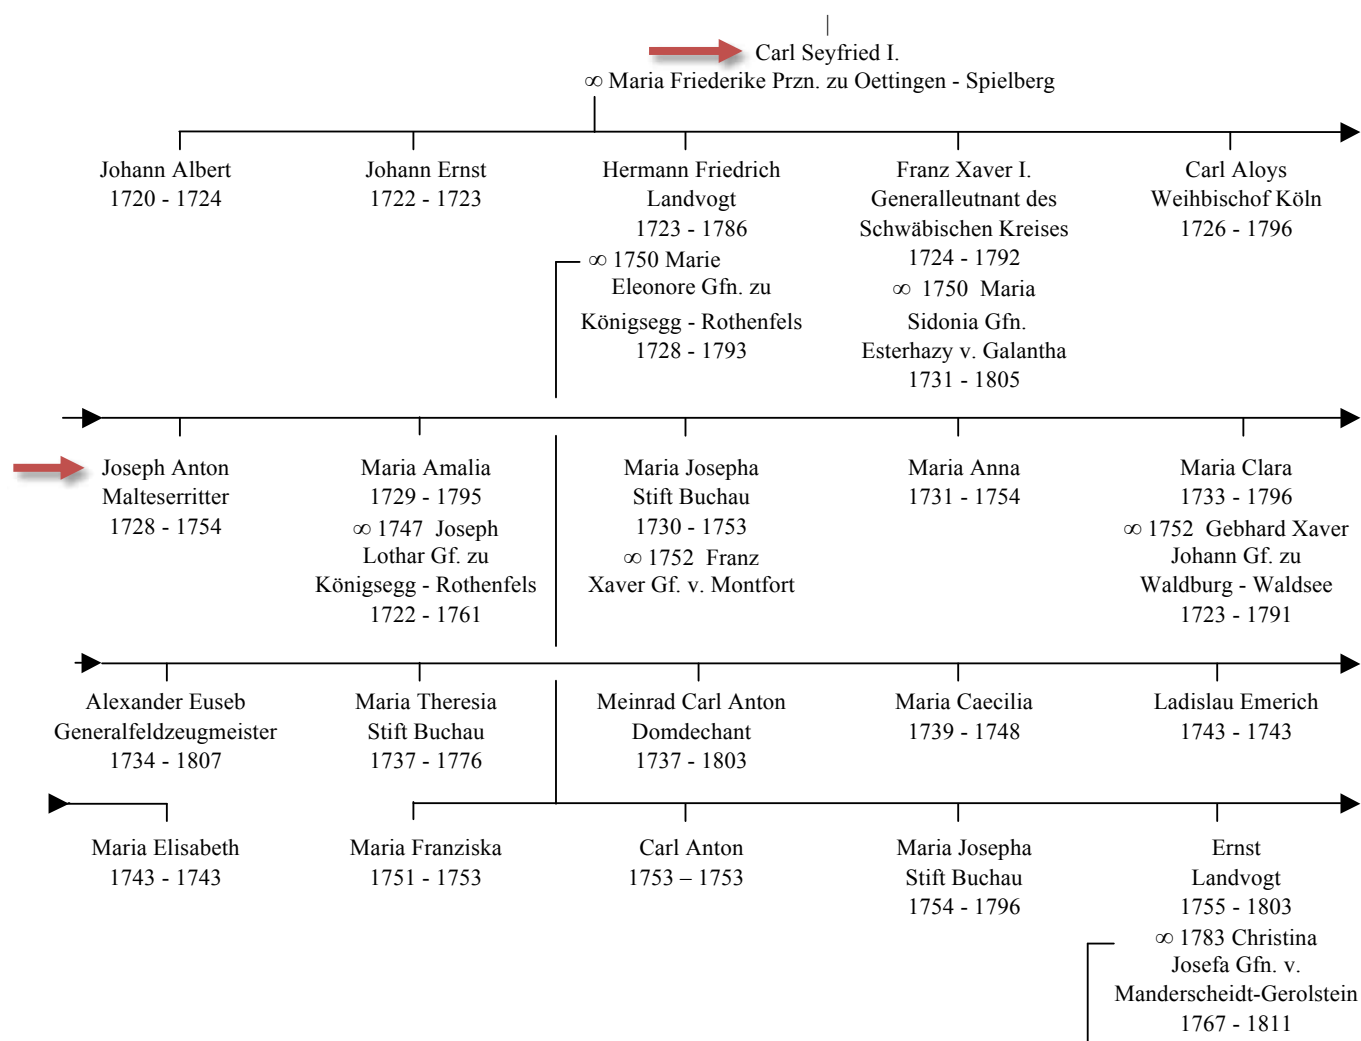 Carl Seyfried I.
∞ Maria Friederike Przn. zu Oettingen - Spielberg
Johann Albert
1720 - 1724
Johann Ernst
1722 - 1723
Hermann Friedrich
Landvogt
1723 - 1786
∞ 1750 Marie
Eleonore Gfn. zu
Königsegg - Rothenfels
1728 - 1793
Franz Xaver I.
Generalleutnant des
Schwäbischen Kreises
1724 - 1792
∞ 1750 Maria
Sidonia Gfn.
Esterhazy v. Galantha
1731 - 1805
Carl Aloys
Weihbischof Köln
1726 - 1796
Joseph Anton
Malteserritter
1728 - 1754
Maria Amalia
1729 - 1795
∞ 1747 Joseph
Lothar Gf. zu
Königsegg - Rothenfels
1722 - 1761
Maria Josepha
Stift Buchau
1730 - 1753
∞ 1752 Franz
Xaver Gf. v. Montfort
Maria Anna
1731 - 1754
Maria Clara
1733 - 1796
∞ 1752 Gebhard Xaver
Johann Gf. zu
Waldburg - Waldsee
1723 - 1791
Alexander Euseb
Generalfeldzeugmeister
1734 - 1807
Maria Theresia
Stift Buchau
1737 - 1776
Meinrad Carl Anton
Domdechant
1737 - 1803
Maria Caecilia
1739 - 1748
Ladislau Emerich
1743 - 1743
Maria Elisabeth
1743 - 1743
Maria Franziska
1751 - 1753
Carl Anton
1753 – 1753
Maria Josepha
Stift Buchau
1754 - 1796
Ernst
Landvogt
1755 - 1803
∞ 1783 Christina
Josefa Gfn. v.
Manderscheidt-Gerolstein
1767 - 1811